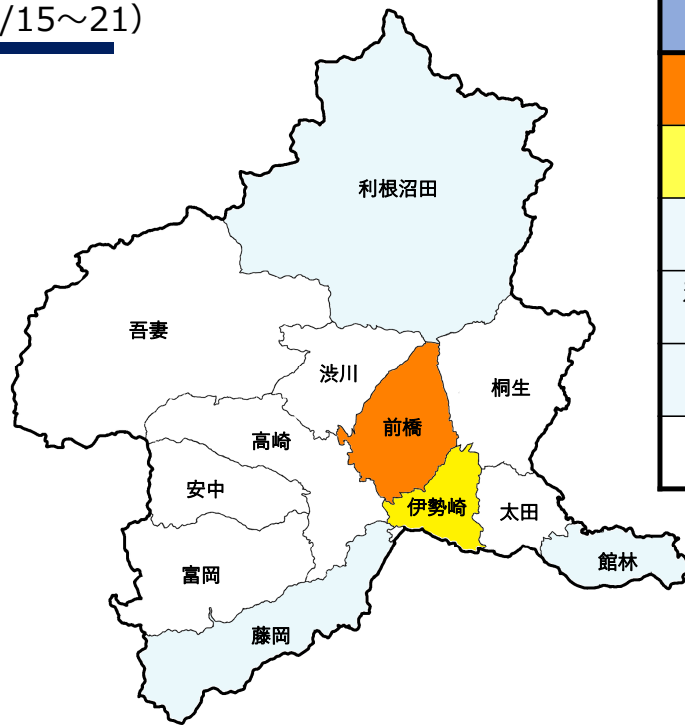 /15～21）
利根沼田
吾妻
渋川
桐生
前橋
高崎
安中
伊勢崎
太田
館林
富岡
藤岡